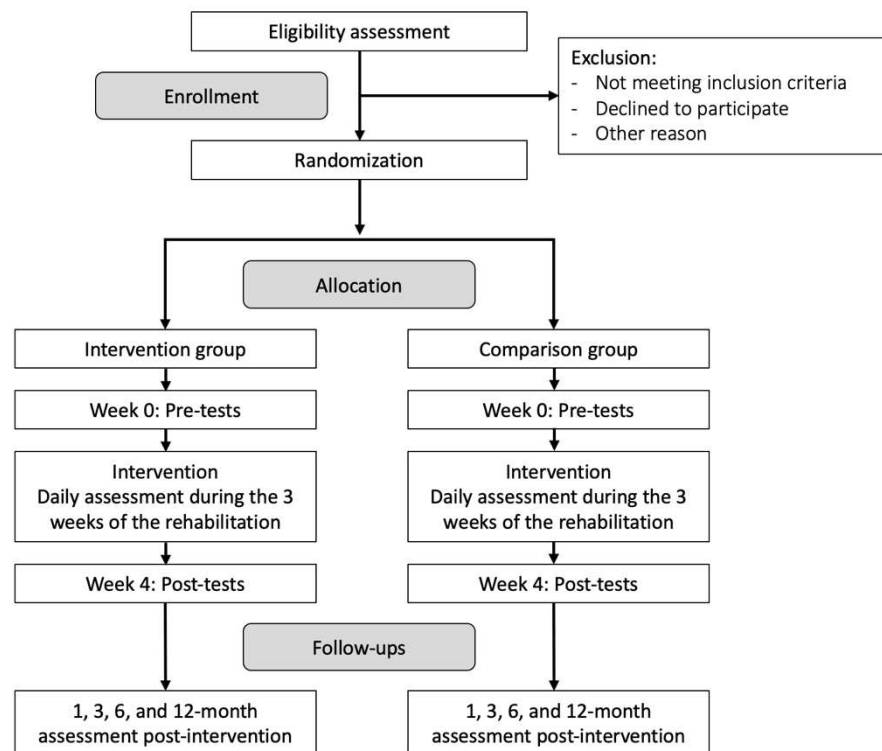 Eligibility assessment
Exclusion:
- Not meeting inclusion criteria
- Declined to participate
- Other reason
Enrollment
Randomization
Allocation
Intervention group
Comparison group
Week 0: Pre-tests
Week 0: Pre-tests
Intervention
Daily assessment during the 3
weeks of the rehabilitation
Intervention
Daily assessment during the 3
weeks of the rehabilitation
Week 4: Post-tests
Week 4: Post-tests
Follow-ups
1, 3, 6, and 12-month
assessment post-intervention
1, 3, 6, and 12-month
assessment post-intervention